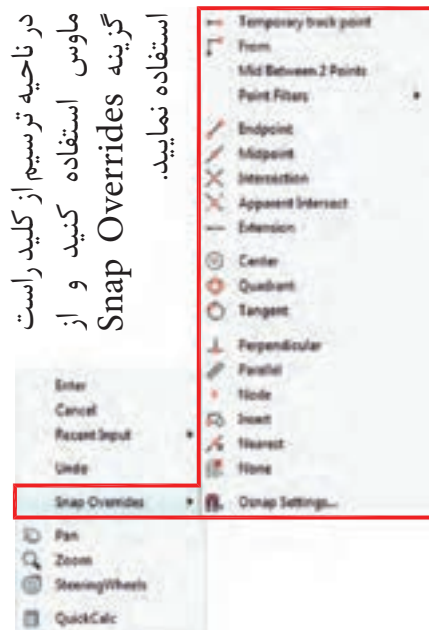 در ناحیه ترسیم از کلید راست
ماوس استفاده کنید و از
گزینه Snap Overrides
استفاده نمایید.
Temporary track point
From
Mid Between 2 Points
Point Filters
Endpoint
Midpoint
Intersection
Apparent Intersect
Extension
Center
Quadrant
Tangent
Perpendicular
Parallel
Node
Insert
Nearest
None
Osnap Settings...
Enter
Cancel
Recent Input
Undo
Snap Overrides
Pan
Zoom
SteeringWheels
QuickCalc